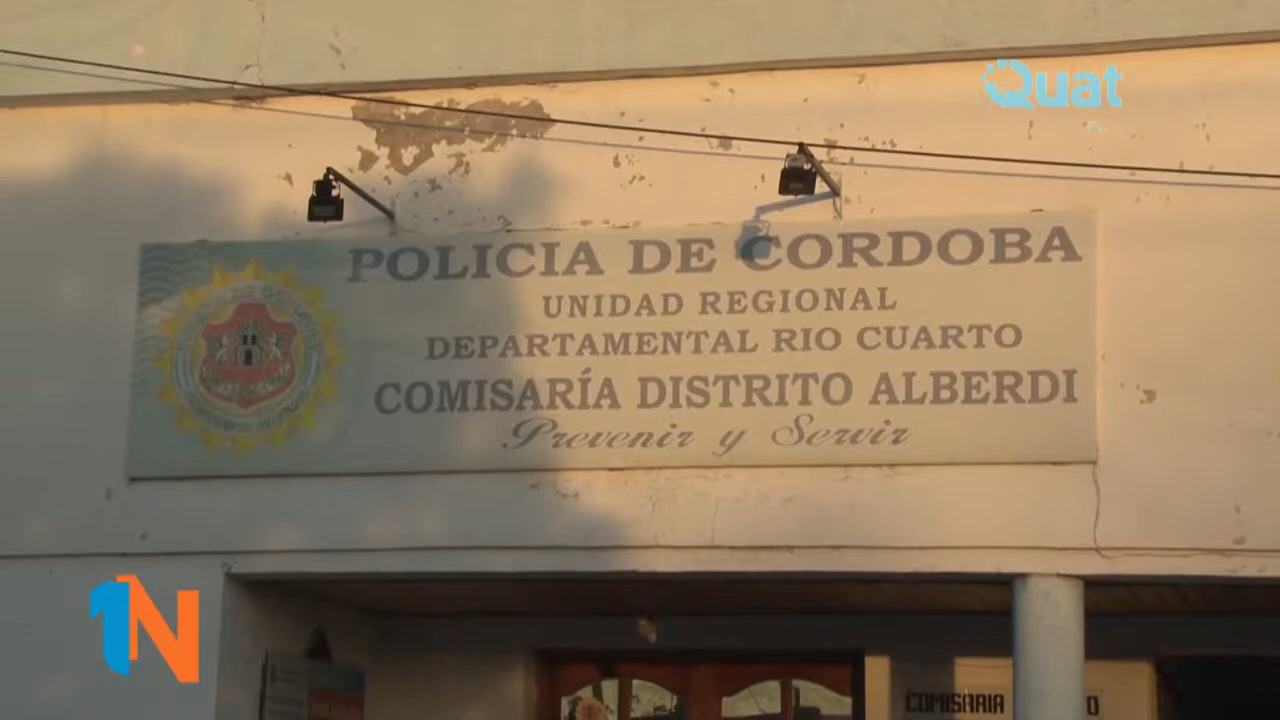 Quat
POLICIA DE CORDOBA
UNIDAD REGIONAL
DEPARTAMENTAL RIO CUARTO
COMISARÍA DISTRITO ALBERDI
Prevenir y Servir
1N
COMISARIA